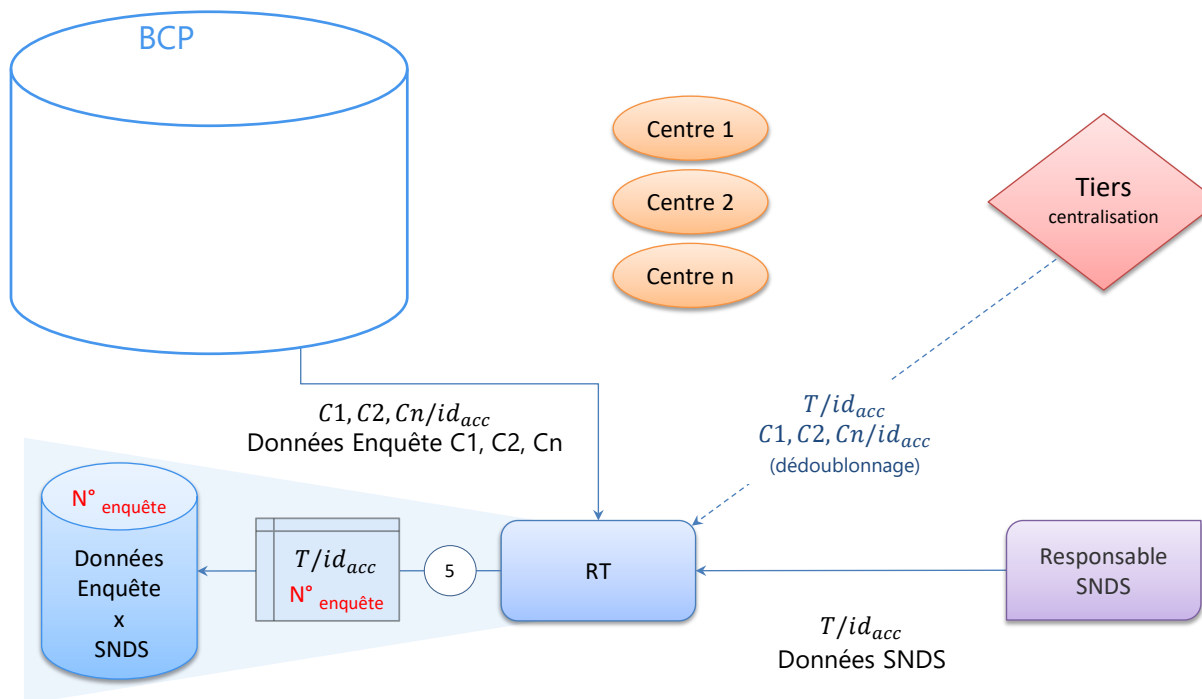 BCP
Centre 1
Centre 2
Centre n
Tiers
centralisation
C1, C2, Cn/id_acc
Données Enquête C1, C2, Cn
T/id_acc
C1, C2, Cn/id_acc
(dédoublonnage)
N° enquête
Données
Enquête
x
SNDS
T/id_acc
N° enquête
5
RT
Responsable
SNDS
T/id_acc
Données SNDS